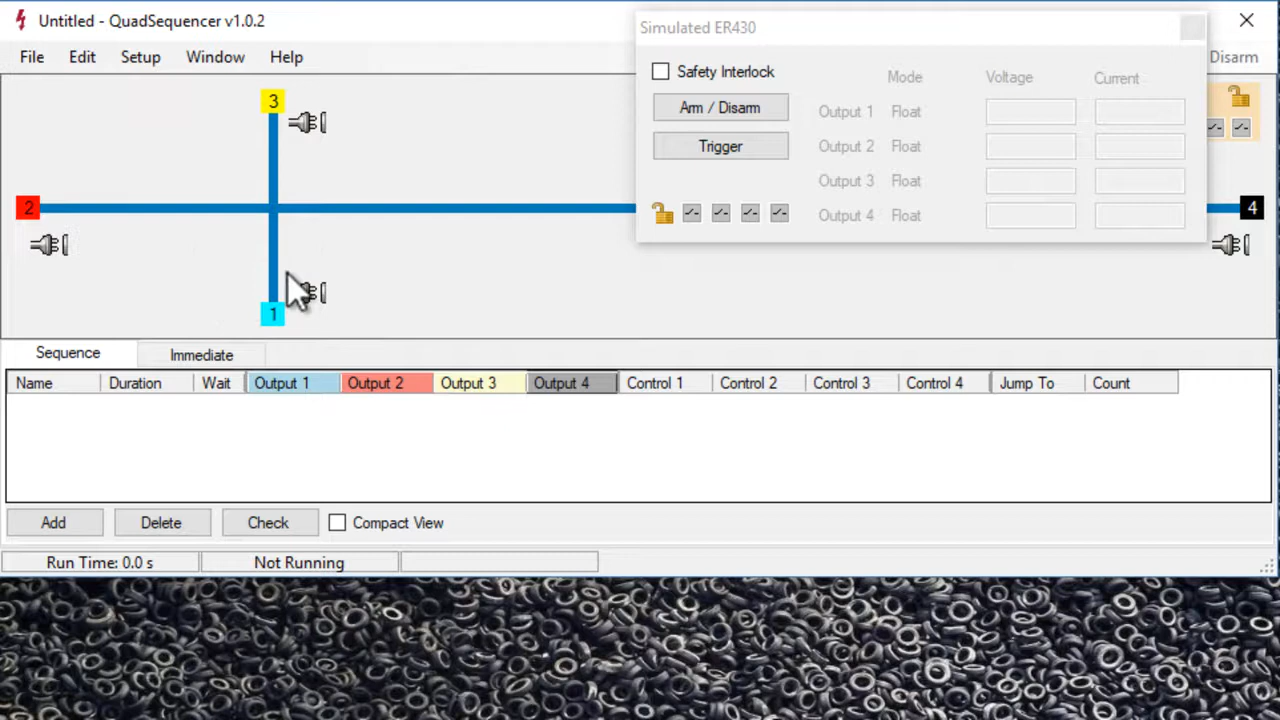 Untitled - QuadSequencer v1.0.2
File Edit Setup Window Help Disarm
Simulated ER430
Safety Interlock Mode Voltage Current
Arm / Disarm
Output 1 Float
Trigger
Output 2 Float
Output 3 Float
Output 4 Float
3
2
4
1
Sequence Immediate
Name Duration Wait Output 1 Output 2 Output 3 Output 4 Control 1 Control 2 Control 3 Control 4 Jump To Count
Add Delete Check Compact View
Run Time: 0.0 s Not Running